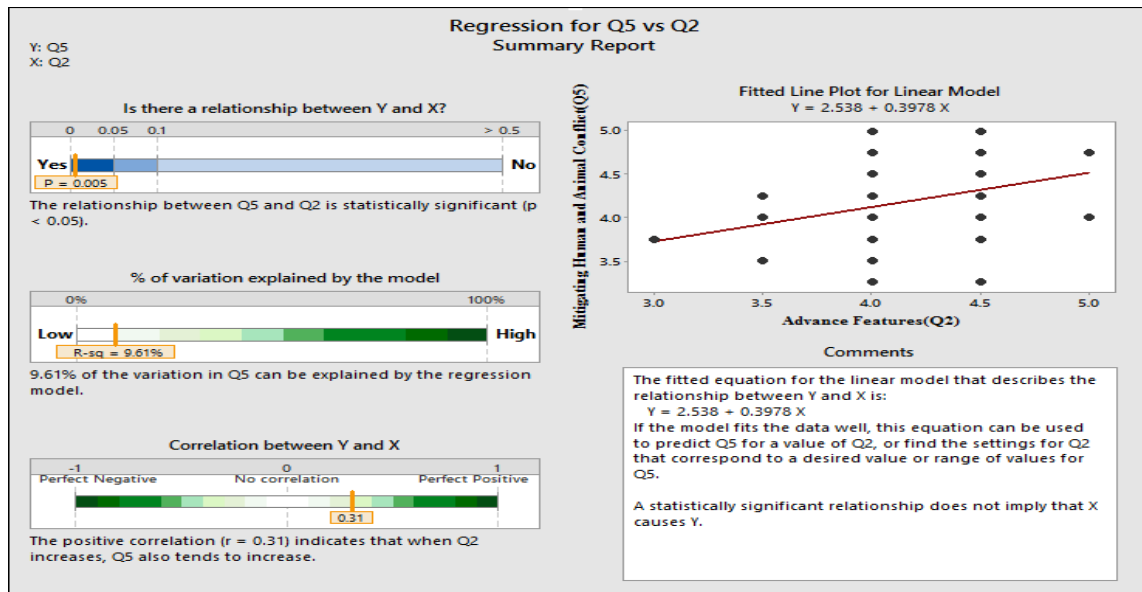 Regression for Q5 vs Q2
Summary Report
Y: Q5
X: Q2
Is there a relationship between Y and X?
0 0.05 0.1 > 0.5
Yes No
P = 0.005
The relationship between Q5 and Q2 is statistically significant (p
< 0.05).
% of variation explained by the model
0% 100%
Low High
R-sq = 9.61%
9.61% of the variation in Q5 can be explained by the regression
model.
Correlation between Y and X
-1 0 1
Perfect Negative No correlation Perfect Positive
0.31
The positive correlation (r = 0.31) indicates that when Q2
increases, Q5 also tends to increase.
Fitted Line Plot for Linear Model
Y = 2.538 + 0.3978 X
Mitigating Human and Animal Conflict(Q5)
5.0
4.5
4.0
3.5
3.0 3.5 4.0 4.5 5.0
Advance Features(Q2)
Comments
The fitted equation for the linear model that describes the
relationship between Y and X is:
Y = 2.538 + 0.3978 X
If the model fits the data well, this equation can be used
to predict Q5 for a value of Q2, or find the settings for Q2
that correspond to a desired value or range of values for
Q5.
A statistically significant relationship does not imply that X
causes Y.